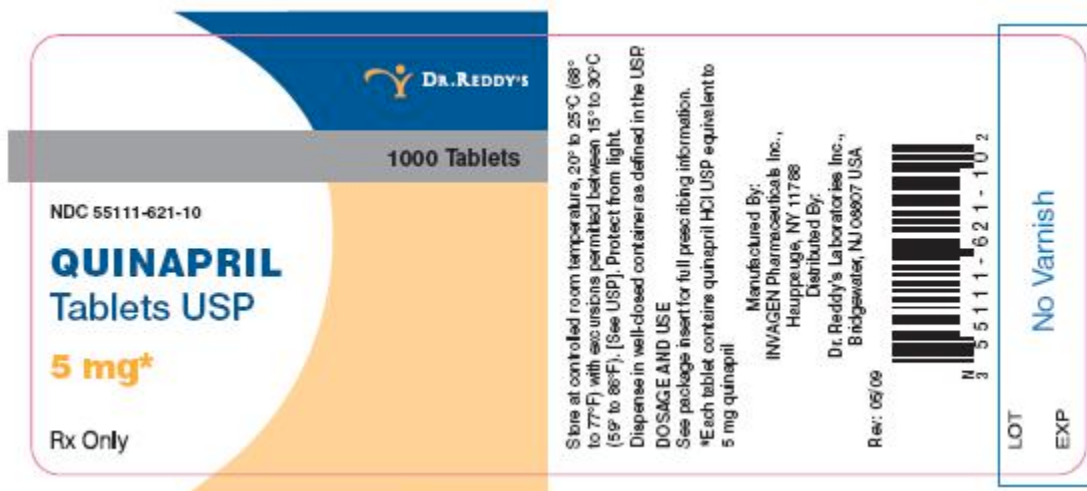 DR.REDDY'S
1000 Tablets
NDC 55111-621-10
QUINAPRIL
Tablets USP
5 mg*
Rx Only
Store at controlled room temperature, 20° to 25°C (68°
to 77°F) with excursions permitted between 15° to 30°C
(59° to 86°F). [See USP]. Protect from light.
Dispense in well-closed container as defined in the USP.
DOSAGE AND USE
See package insert for full prescribing information.
*Each tablet contains quinapril HCl USP equivalent to
5 mg quinapril
Manufactured By:
INVAGEN Pharmaceuticals Inc.,
Hauppauge, NY 11788
Distributed By:
Dr. Reddy's Laboratories Inc.,
Bridgewater, NJ 08807 USA
Rev: 05/09
N
3 55111-621-10 2
LOT
EXP
No Varnish